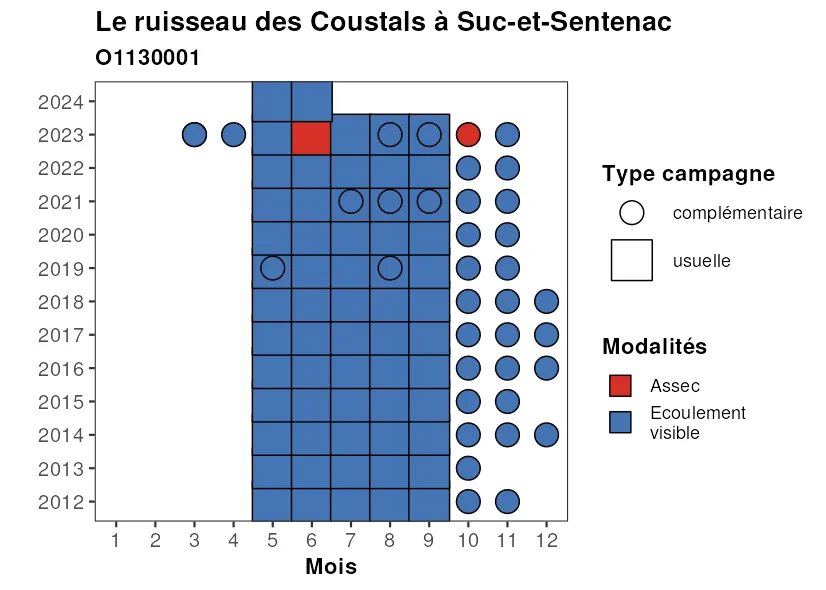 Le ruisseau des Coustals à Suc-et-Sentenac
O1130001
2024
2023
2022
2021
2020
2019
2018
2017
2016
2015
2014
2013
2012
1 2 3 4 5 6 7 8 9 10 11 12
Mois
Type campagne
complémentaire
usuelle
Modalités
Assec
Ecoulement
visible